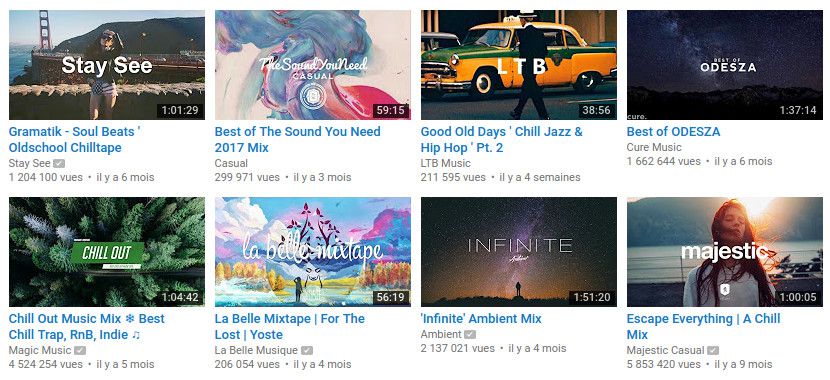 Stay See
1:01:29
TheSoundYouNeed
CASUAL
59:15
LTB
38:56
BEST OF
ODESZA
cure.
1:37:14
Gramatik - Soul Beats '
Oldschool Chilltape
Stay See
1 204 100 vues • il y a 6 mois
Best of The Sound You Need
2017 Mix
Casual
299 971 vues • il y a 3 mois
Good Old Days ' Chill Jazz &
Hip Hop ' Pt. 2
LTB Music
211 595 vues • il y a 4 semaines
Best of ODESZA
Cure Music
1 662 644 vues • il y a 6 mois
CHILL OUT
1:04:42
la belle mixtape
56:19
INFINITE
Ambient
1:51:20
majestic
1:00:05
Chill Out Music Mix ❄ Best
Chill Trap, RnB, Indie ♫
Magic Music
4 524 254 vues • il y a 5 mois
La Belle Mixtape | For The
Lost | Yoste
La Belle Musique
206 054 vues • il y a 4 mois
'Infinite' Ambient Mix
Ambient
2 137 021 vues • il y a 4 mois
Escape Everything | A Chill
Mix
Majestic Casual
5 853 420 vues • il y a 9 mois